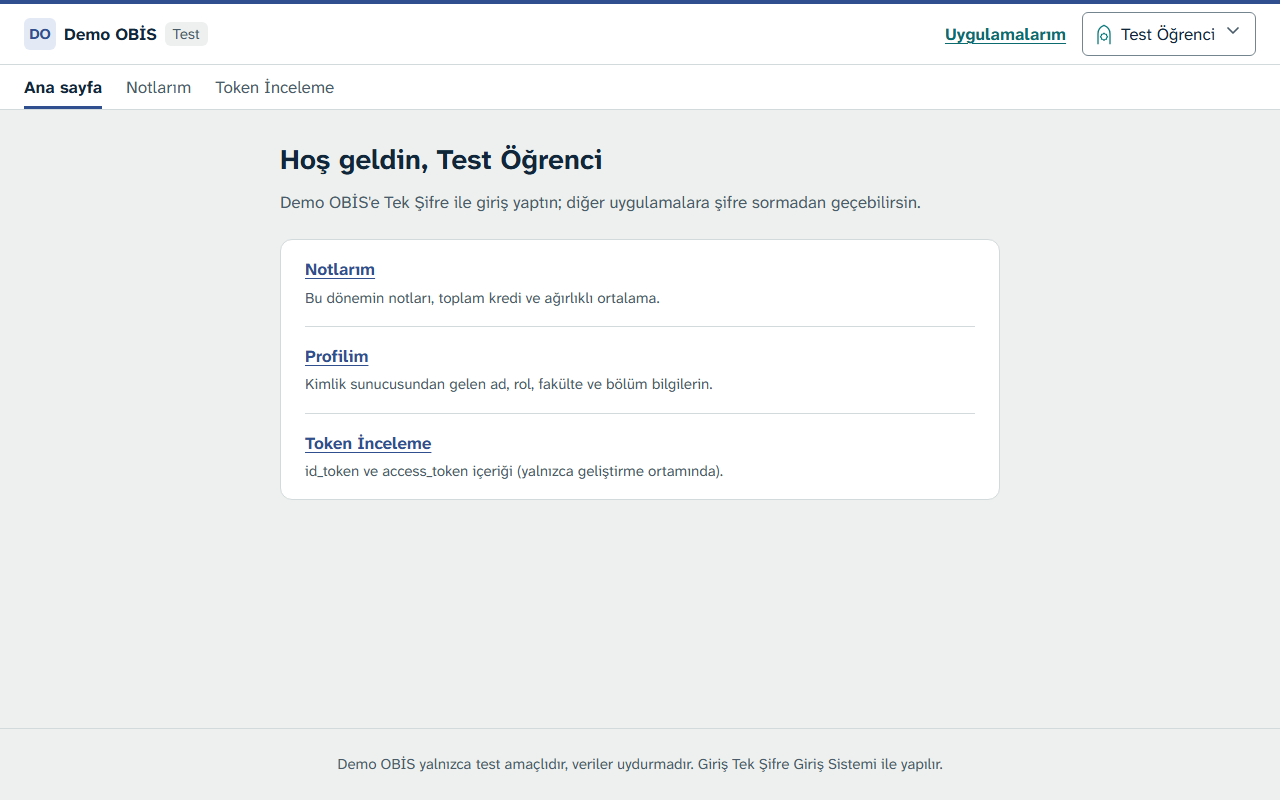 DO Demo OBİS Test Uygulamalarım Test Öğrenci
Ana sayfa Notlarım Token İnceleme
Hoş geldin, Test Öğrenci
Demo OBİS'e Tek Şifre ile giriş yaptın; diğer uygulamalara şifre sormadan geçebilirsin.
Notlarım
Bu dönemin notları, toplam kredi ve ağırlıklı ortalama.
Profilim
Kimlik sunucusundan gelen ad, rol, fakülte ve bölüm bilgilerin.
Token İnceleme
id_token ve access_token içeriği (yalnızca geliştirme ortamında).
Demo OBİS yalnızca test amaçlıdır, veriler uydurmadır. Giriş Tek Şifre Giriş Sistemi ile yapılır.